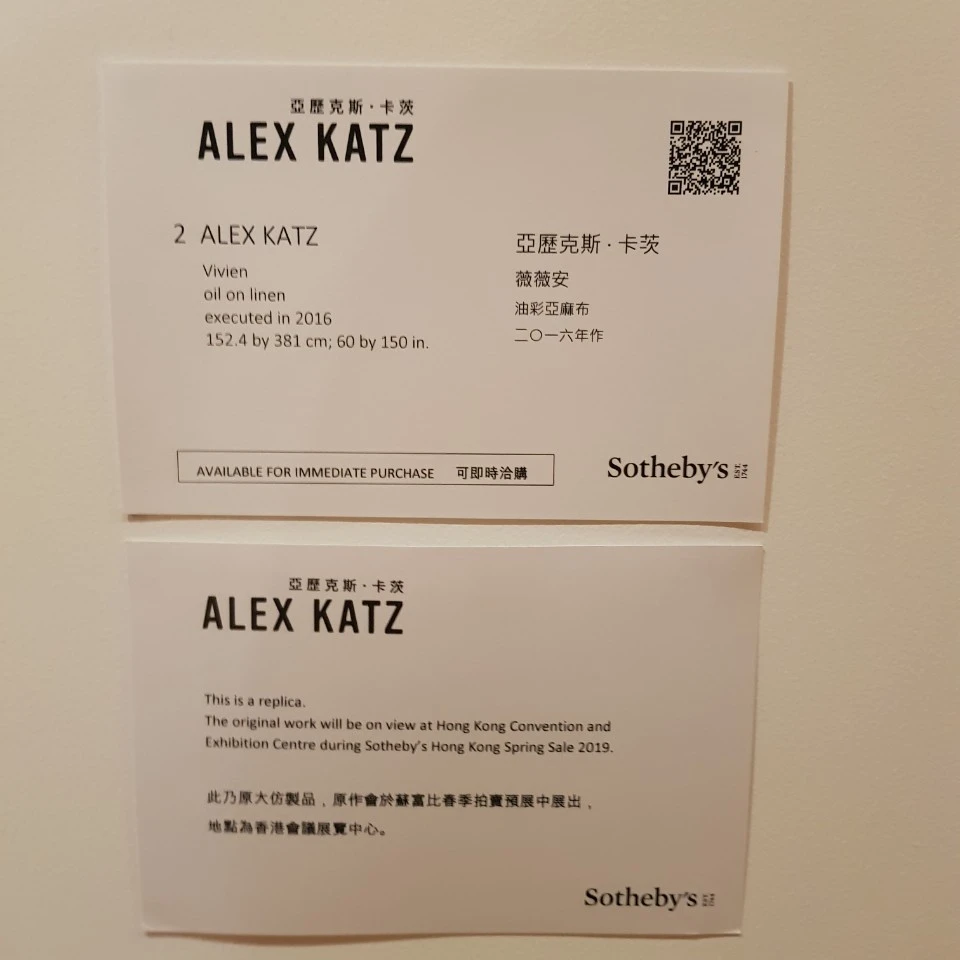 亞歷克斯·卡茨
ALEX KATZ
2 ALEX KATZ
Vivien
oil on linen
executed in 2016
152.4 by 381 cm; 60 by 150 in.
亞歷克斯·卡茨
薇薇安
油彩亞麻布
二〇一六年作
AVAILABLE FOR IMMEDIATE PURCHASE 可即時洽購
Sotheby's EST. 1744
亞歷克斯·卡茨
ALEX KATZ
This is a replica.
The original work will be on view at Hong Kong Convention and
Exhibition Centre during Sotheby's Hong Kong Spring Sale 2019.
此乃原大仿製品，原作會於蘇富比春季拍賣預展中展出，
地點為香港會議展覽中心。
Sotheby's